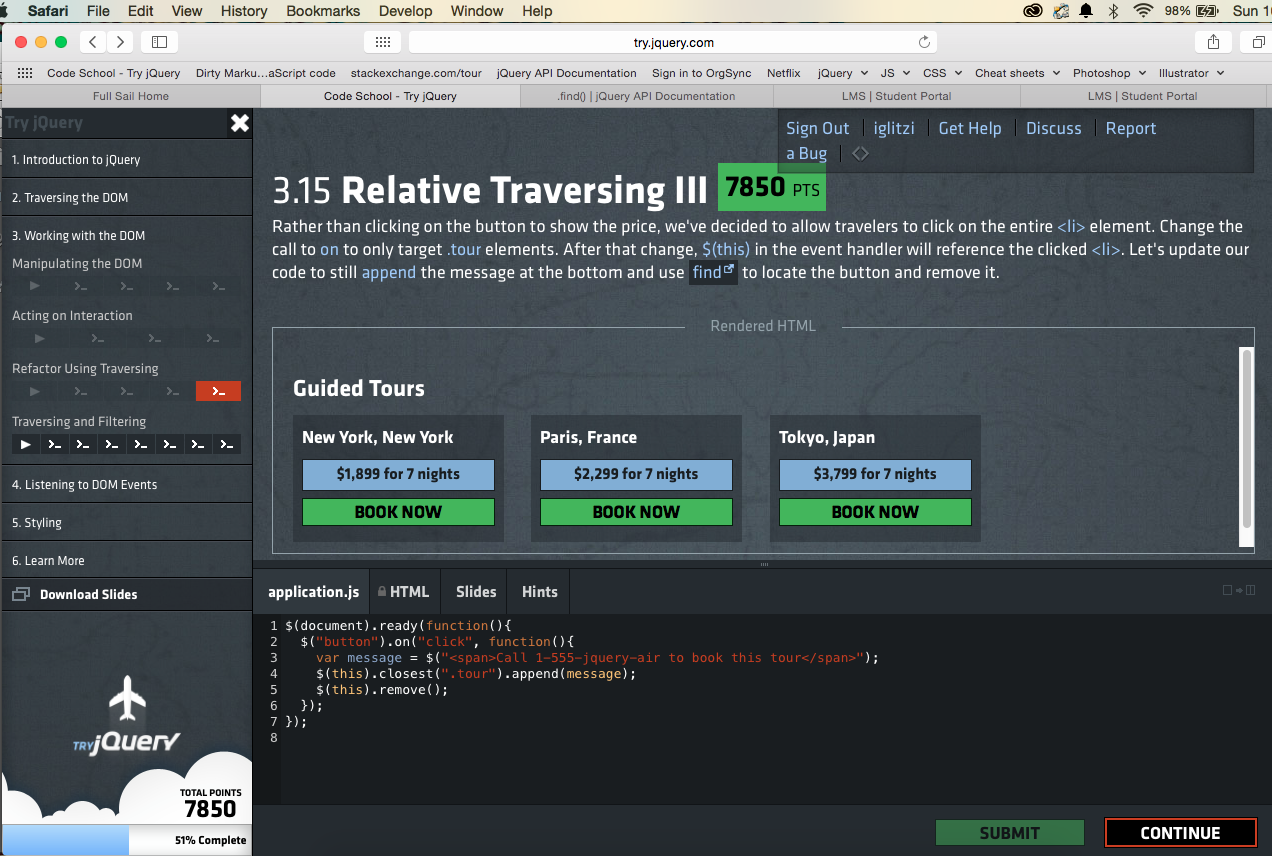 Safari File Edit View History Bookmarks Develop Window Help 98% Sun 1
try.jquery.com
Code School - Try jQuery Dirty Marku...aScript code stackexchange.com/tour jQuery API Documentation Sign in to OrgSync Netflix jQuery JS CSS Cheat sheets Photoshop Illustrator
Full Sail Home Code School - Try jQuery .find() | jQuery API Documentation LMS | Student Portal LMS | Student Portal
Try jQuery
1. Introduction to jQuery
2. Traversing the DOM
3. Working with the DOM
Manipulating the DOM
Acting on Interaction
Refactor Using Traversing
Traversing and Filtering
4. Listening to DOM Events
5. Styling
6. Learn More
Download Slides
TRY jQUERY
TOTAL POINTS
7850
51% Complete
Sign Out iglitzi Get Help Discuss Report
a Bug <>
3.15 Relative Traversing III 7850 PTS
Rather than clicking on the button to show the price, we've decided to allow travelers to click on the entire <li> element. Change the
call to on to only target .tour elements. After that change, $(this) in the event handler will reference the clicked <li>. Let's update our
code to still append the message at the bottom and use find to locate the button and remove it.
Rendered HTML
Guided Tours
New York, New York Paris, France Tokyo, Japan
$1,899 for 7 nights $2,299 for 7 nights $3,799 for 7 nights
BOOK NOW BOOK NOW BOOK NOW
application.js HTML Slides Hints
1 $(document).ready(function(){
2   $("button").on("click", function(){
3     var message = $("<span>Call 1-555-jquery-air to book this tour</span>");
4     $(this).closest(".tour").append(message);
5     $(this).remove();
6   });
7 });
8
SUBMIT CONTINUE